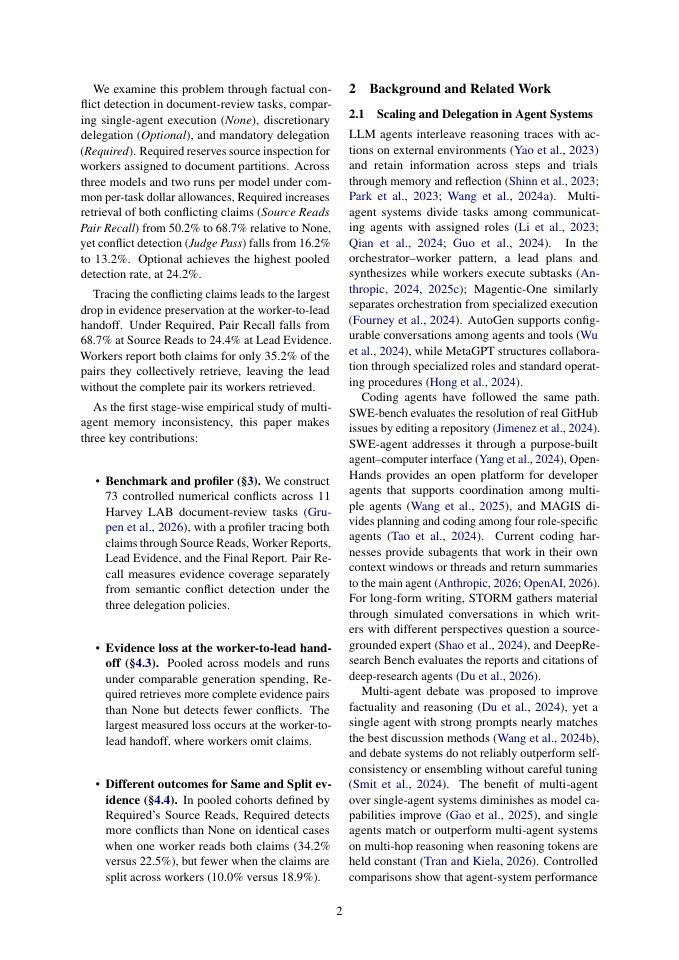 We examine this problem through factual con-
flict detection in document-review tasks, compar-
ing single-agent execution (None), discretionary
delegation (Optional), and mandatory delegation
(Required). Required reserves source inspection for
workers assigned to document partitions. Across
three models and two runs per model under com-
mon per-task dollar allowances, Required increases
retrieval of both conflicting claims (Source Reads
Pair Recall) from 50.2% to 68.7% relative to None,
yet conflict detection (Judge Pass) falls from 16.2%
to 13.2%. Optional achieves the highest pooled
detection rate, at 24.2%.
Tracing the conflicting claims leads to the largest
drop in evidence preservation at the worker-to-lead
handoff. Under Required, Pair Recall falls from
68.7% at Source Reads to 24.4% at Lead Evidence.
Workers report both claims for only 35.2% of the
pairs they collectively retrieve, leaving the lead
without the complete pair its workers retrieved.
As the first stage-wise empirical study of multi-
agent memory inconsistency, this paper makes
three key contributions:
• Benchmark and profiler (§3). We construct
73 controlled numerical conflicts across 11
Harvey LAB document-review tasks (Gru-
pen et al., 2026), with a profiler tracing both
claims through Source Reads, Worker Reports,
Lead Evidence, and the Final Report. Pair Re-
call measures evidence coverage separately
from semantic conflict detection under the
three delegation policies.
• Evidence loss at the worker-to-lead hand-
off (§4.3). Pooled across models and runs
under comparable generation spending, Re-
quired retrieves more complete evidence pairs
than None but detects fewer conflicts. The
largest measured loss occurs at the worker-to-
lead handoff, where workers omit claims.
• Different outcomes for Same and Split ev-
idence (§4.4). In pooled cohorts defined by
Required's Source Reads, Required detects
more conflicts than None on identical cases
when one worker reads both claims (34.2%
versus 22.5%), but fewer when the claims are
split across workers (10.0% versus 18.9%).
2 Background and Related Work
2.1 Scaling and Delegation in Agent Systems
LLM agents interleave reasoning traces with ac-
tions on external environments (Yao et al., 2023)
and retain information across steps and trials
through memory and reflection (Shinn et al., 2023;
Park et al., 2023; Wang et al., 2024a). Multi-
agent systems divide tasks among communicat-
ing agents with assigned roles (Li et al., 2023;
Qian et al., 2024; Guo et al., 2024). In the
orchestrator–worker pattern, a lead plans and
synthesizes while workers execute subtasks (An-
thropic, 2024, 2025c); Magentic-One similarly
separates orchestration from specialized execution
(Fourney et al., 2024). AutoGen supports config-
urable conversations among agents and tools (Wu
et al., 2024), while MetaGPT structures collabora-
tion through specialized roles and standard operat-
ing procedures (Hong et al., 2024).
Coding agents have followed the same path.
SWE-bench evaluates the resolution of real GitHub
issues by editing a repository (Jimenez et al., 2024).
SWE-agent addresses it through a purpose-built
agent–computer interface (Yang et al., 2024), Open-
Hands provides an open platform for developer
agents that supports coordination among multi-
ple agents (Wang et al., 2025), and MAGIS di-
vides planning and coding among four role-specific
agents (Tao et al., 2024). Current coding har-
nesses provide subagents that work in their own
context windows or threads and return summaries
to the main agent (Anthropic, 2026; OpenAI, 2026).
For long-form writing, STORM gathers material
through simulated conversations in which writ-
ers with different perspectives question a source-
grounded expert (Shao et al., 2024), and DeepRe-
search Bench evaluates the reports and citations of
deep-research agents (Du et al., 2026).
Multi-agent debate was proposed to improve
factuality and reasoning (Du et al., 2024), yet a
single agent with strong prompts nearly matches
the best discussion methods (Wang et al., 2024b),
and debate systems do not reliably outperform self-
consistency or ensembling without careful tuning
(Smit et al., 2024). The benefit of multi-agent
over single-agent systems diminishes as model ca-
pabilities improve (Gao et al., 2025), and single
agents match or outperform multi-agent systems
on multi-hop reasoning when reasoning tokens are
held constant (Tran and Kiela, 2026). Controlled
comparisons show that agent-system performance
2